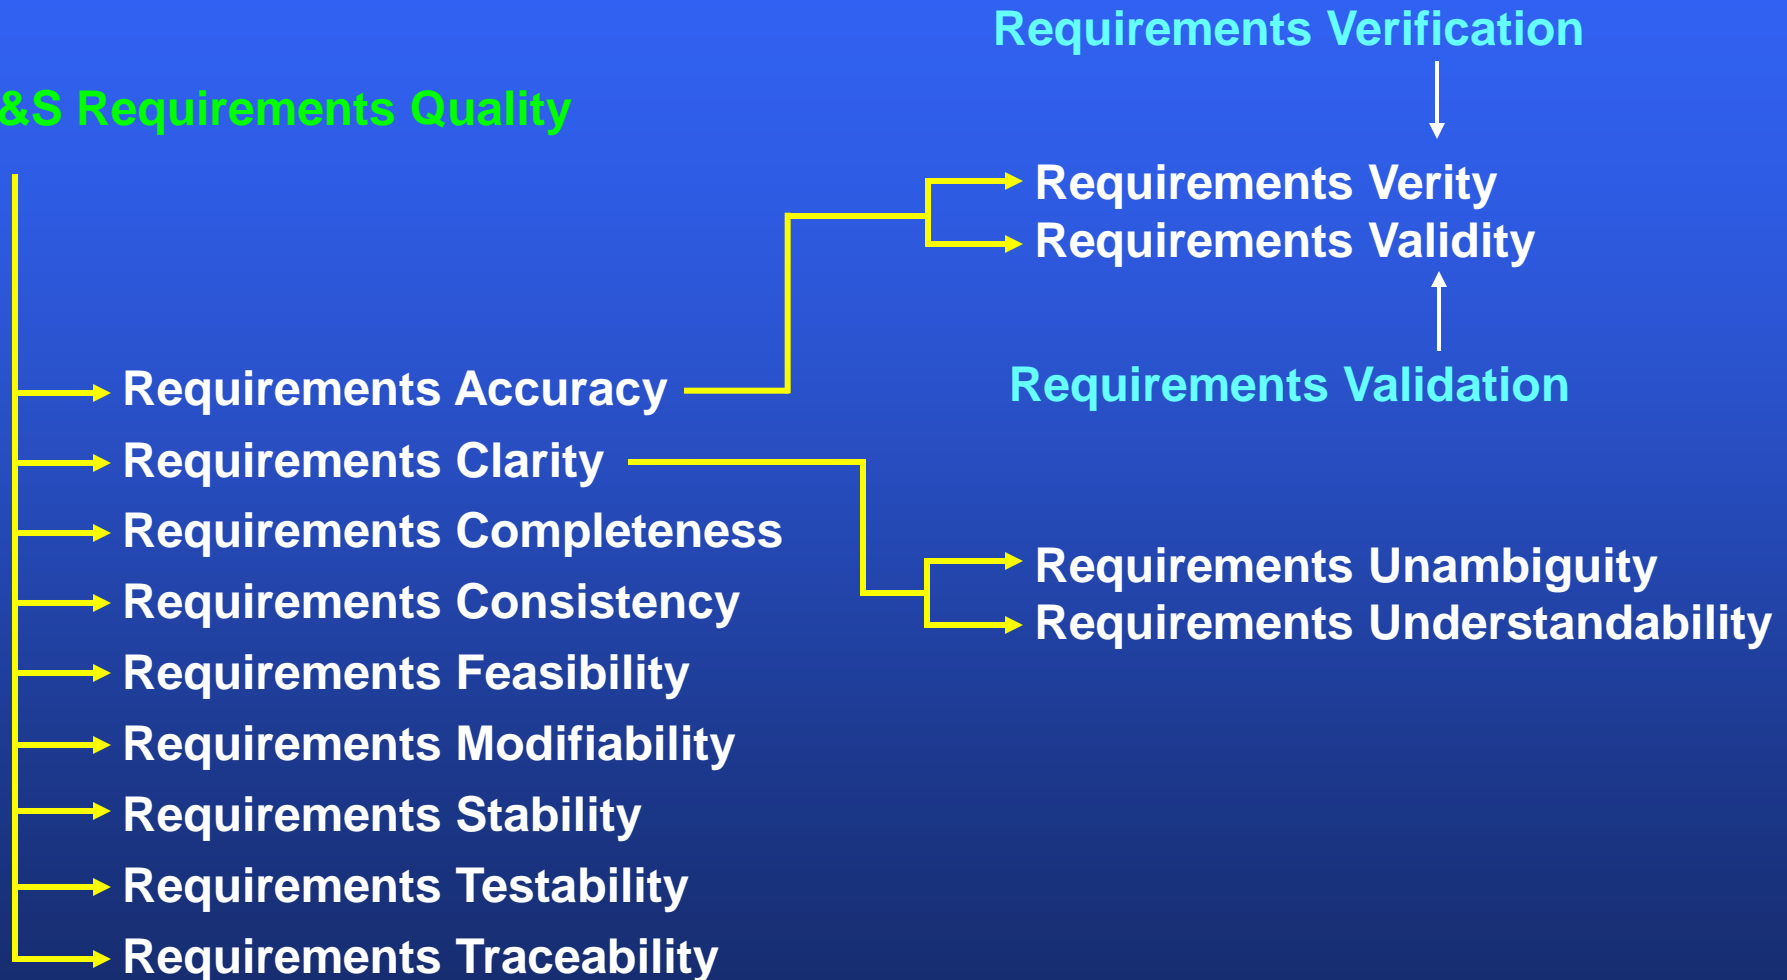 Requirements Verification
&S Requirements Quality
Requirements Verity
Requirements Validity
Requirements Validation
Requirements Accuracy
Requirements Clarity
Requirements Completeness
Requirements Consistency
Requirements Unambiguity
Requirements Understandability
Requirements Feasibility
Requirements Modifiability
Requirements Stability
Requirements Testability
Requirements Traceability